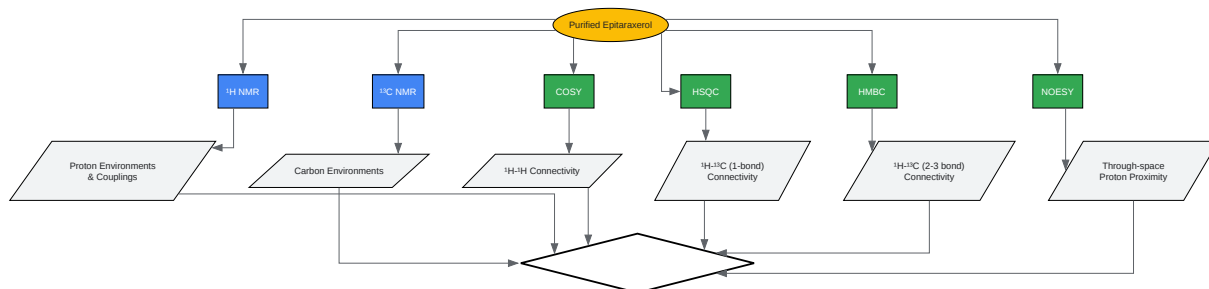 Purified Epitaraxerol
¹H NMR
¹³C NMR
COSY
HSQC
HMBC
NOESY
Proton Environments
& Couplings
Carbon Environments
¹H-¹H Connectivity
¹H-¹³C (1-bond)
Connectivity
¹H-¹³C (2-3 bond)
Connectivity
Through-space
Proton Proximity